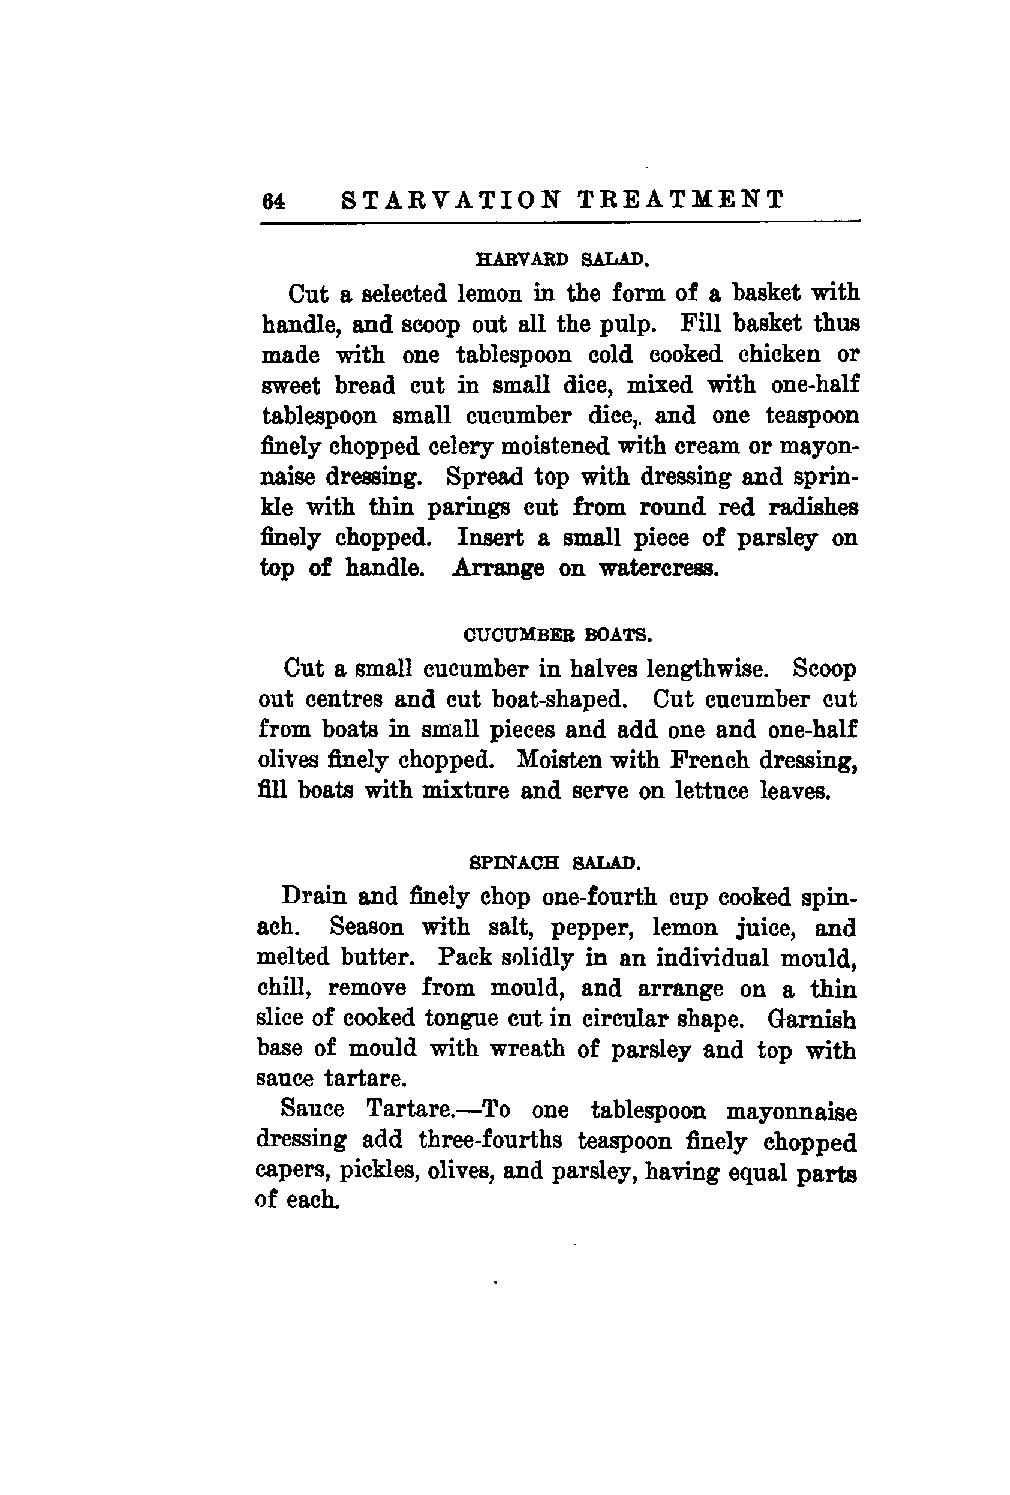 64 STARVATION TREATMENT
HARVARD SALAD.
Cut a selected lemon in the form of a basket with
handle, and scoop out all the pulp. Fill basket thus
made with one tablespoon cold cooked chicken or
sweet bread cut in small dice, mixed with one-half
tablespoon small cucumber dice,. and one teaspoon
finely chopped celery moistened with cream or mayon-
naise dressing. Spread top with dressing and sprin-
kle with thin parings cut from round red radishes
finely chopped. Insert a small piece of parsley on
top of handle. Arrange on watercress.
CUCUMBER BOATS.
Cut a small cucumber in halves lengthwise. Scoop
out centres and cut boat-shaped. Cut cucumber cut
from boats in small pieces and add one and one-half
olives finely chopped. Moisten with French dressing,
fill boats with mixture and serve on lettuce leaves.
SPINACH SALAD.
Drain and finely chop one-fourth cup cooked spin-
ach. Season with salt, pepper, lemon juice, and
melted butter. Pack solidly in an individual mould,
chill, remove from mould, and arrange on a thin
slice of cooked tongue cut in circular shape. Garnish
base of mould with wreath of parsley and top with
sauce tartare.
Sauce Tartare.—To one tablespoon mayonnaise
dressing add three-fourths teaspoon finely chopped
capers, pickles, olives, and parsley, having equal parts
of each.